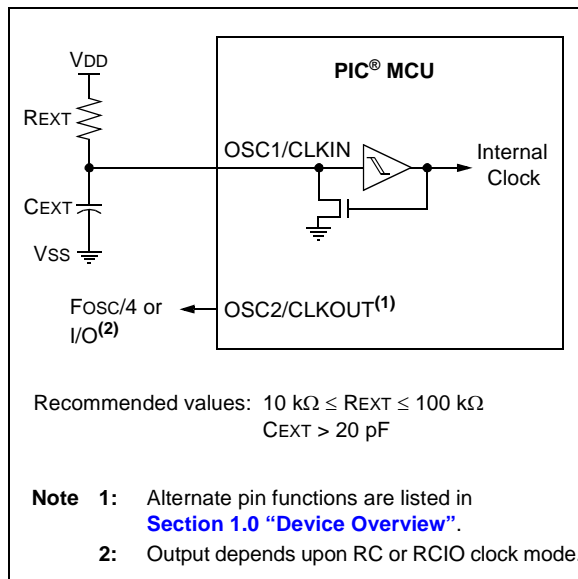 VDD
PIC® MCU
REXT
OSC1/CLKIN
Internal
Clock
CEXT
VSS
FOSC/4 or
I/O(2)
OSC2/CLKOUT(1)
Recommended values: 10 kΩ ≤ REXT ≤ 100 kΩ
CEXT > 20 pF
Note 1: Alternate pin functions are listed in
Section 1.0 “Device Overview”.
2: Output depends upon RC or RCIO clock mode.